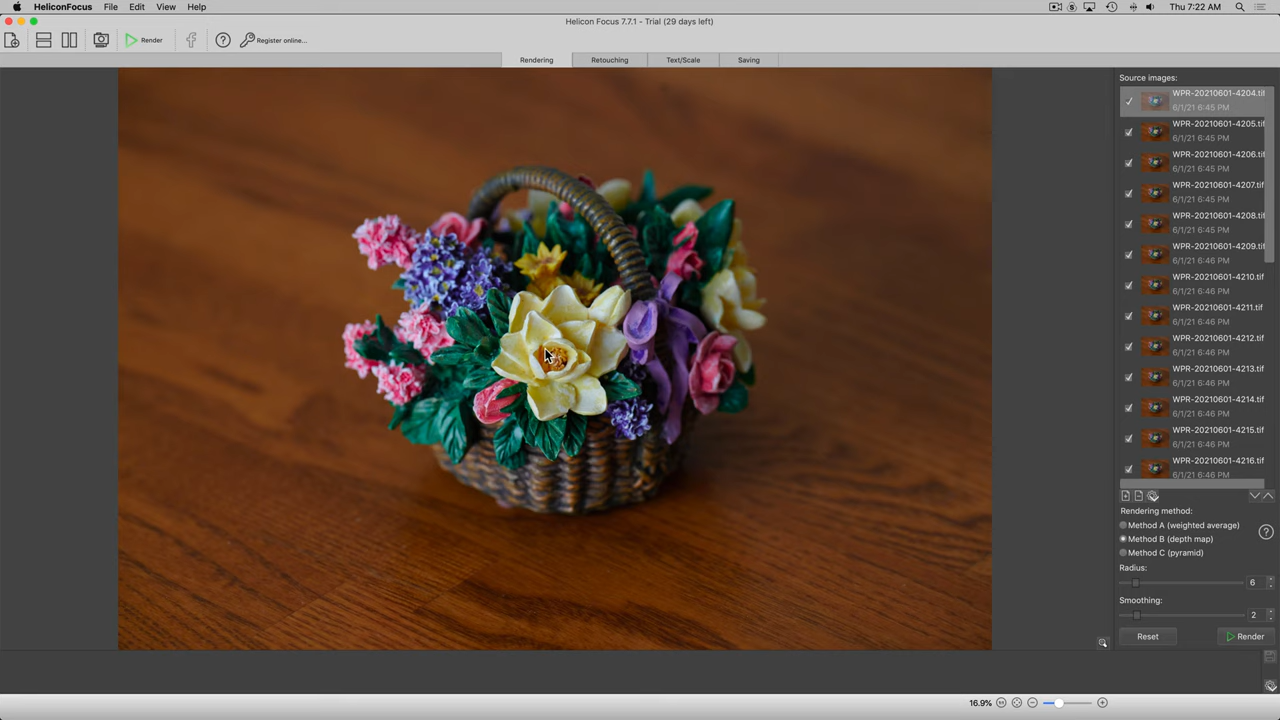 HeliconFocus File Edit View Help
Thu 7:22 AM
Helicon Focus 7.7.1 - Trial (29 days left)
Render
Register online...
Rendering Retouching Text/Scale Saving
Source images:
WPR-20210601-4204.tif
6/1/21 6:45 PM
WPR-20210601-4205.tif
6/1/21 6:45 PM
WPR-20210601-4206.tif
6/1/21 6:45 PM
WPR-20210601-4207.tif
6/1/21 6:45 PM
WPR-20210601-4208.tif
6/1/21 6:45 PM
WPR-20210601-4209.tif
6/1/21 6:46 PM
WPR-20210601-4210.tif
6/1/21 6:46 PM
WPR-20210601-4211.tif
6/1/21 6:46 PM
WPR-20210601-4212.tif
6/1/21 6:46 PM
WPR-20210601-4213.tif
6/1/21 6:46 PM
WPR-20210601-4214.tif
6/1/21 6:46 PM
WPR-20210601-4215.tif
6/1/21 6:46 PM
WPR-20210601-4216.tif
6/1/21 6:46 PM
Rendering method:
Method A (weighted average)
Method B (depth map)
Method C (pyramid)
Radius:
6
Smoothing:
2
Reset Render
16.9%